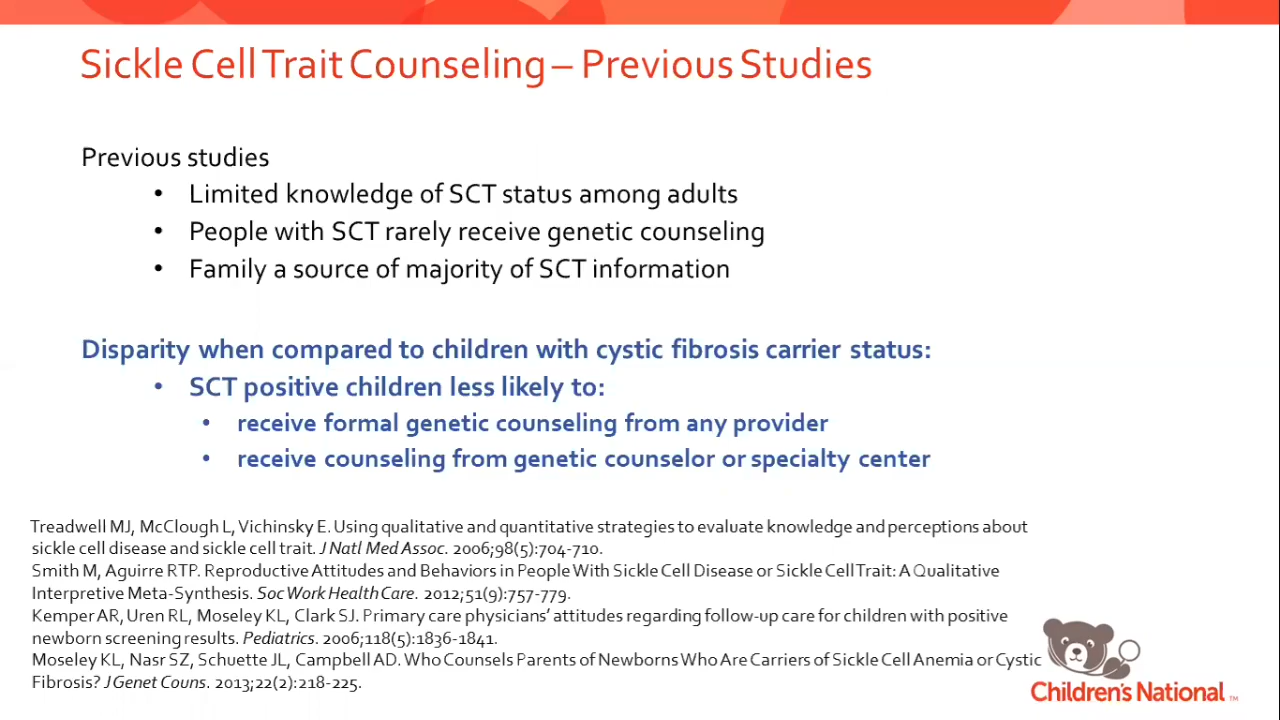 Sickle Cell Trait Counseling – Previous Studies
Previous studies
• Limited knowledge of SCT status among adults
• People with SCT rarely receive genetic counseling
• Family a source of majority of SCT information
Disparity when compared to children with cystic fibrosis carrier status:
• SCT positive children less likely to:
• receive formal genetic counseling from any provider
• receive counseling from genetic counselor or specialty center
Treadwell MJ, McClough L, Vichinsky E. Using qualitative and quantitative strategies to evaluate knowledge and perceptions about
sickle cell disease and sickle cell trait. J Natl Med Assoc. 2006;98(5):704-710.
Smith M, Aguirre RTP. Reproductive Attitudes and Behaviors in People With Sickle Cell Disease or Sickle Cell Trait: A Qualitative
Interpretive Meta-Synthesis. Soc Work Health Care. 2012;51(9):757-779.
Kemper AR, Uren RL, Moseley KL, Clark SJ. Primary care physicians' attitudes regarding follow-up care for children with positive
newborn screening results. Pediatrics. 2006;118(5):1836-1841.
Moseley KL, Nasr SZ, Schuette JL, Campbell AD. Who Counsels Parents of Newborns Who Are Carriers of Sickle Cell Anemia or Cystic
Fibrosis? J Genet Couns. 2013;22(2):218-225.
Children's National ™